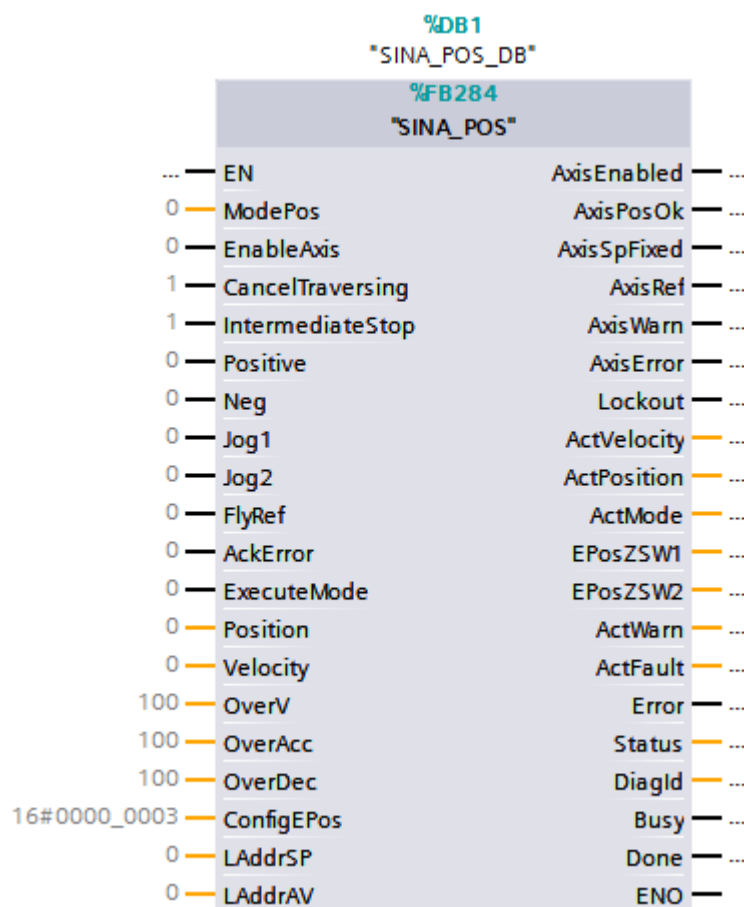 %DB1
"SINA_POS_DB"
%FB284
"SINA_POS"
... EN AxisEnabled ...
0 ModePos AxisPosOk ...
0 EnableAxis AxisSpFixed ...
1 CancelTraversing AxisRef ...
1 IntermediateStop AxisWarn ...
0 Positive AxisError ...
0 Neg Lockout ...
0 Jog1 ActVelocity ...
0 Jog2 ActPosition ...
0 FlyRef ActMode ...
0 AckError EPosZSW1 ...
0 ExecuteMode EPosZSW2 ...
0 Position ActWarn ...
0 Velocity ActFault ...
100 OverV Error ...
100 OverAcc Status ...
100 OverDec DiagId ...
16#0000_0003 ConfigEPos Busy ...
0 LAddrSP Done ...
0 LAddrAV ENO